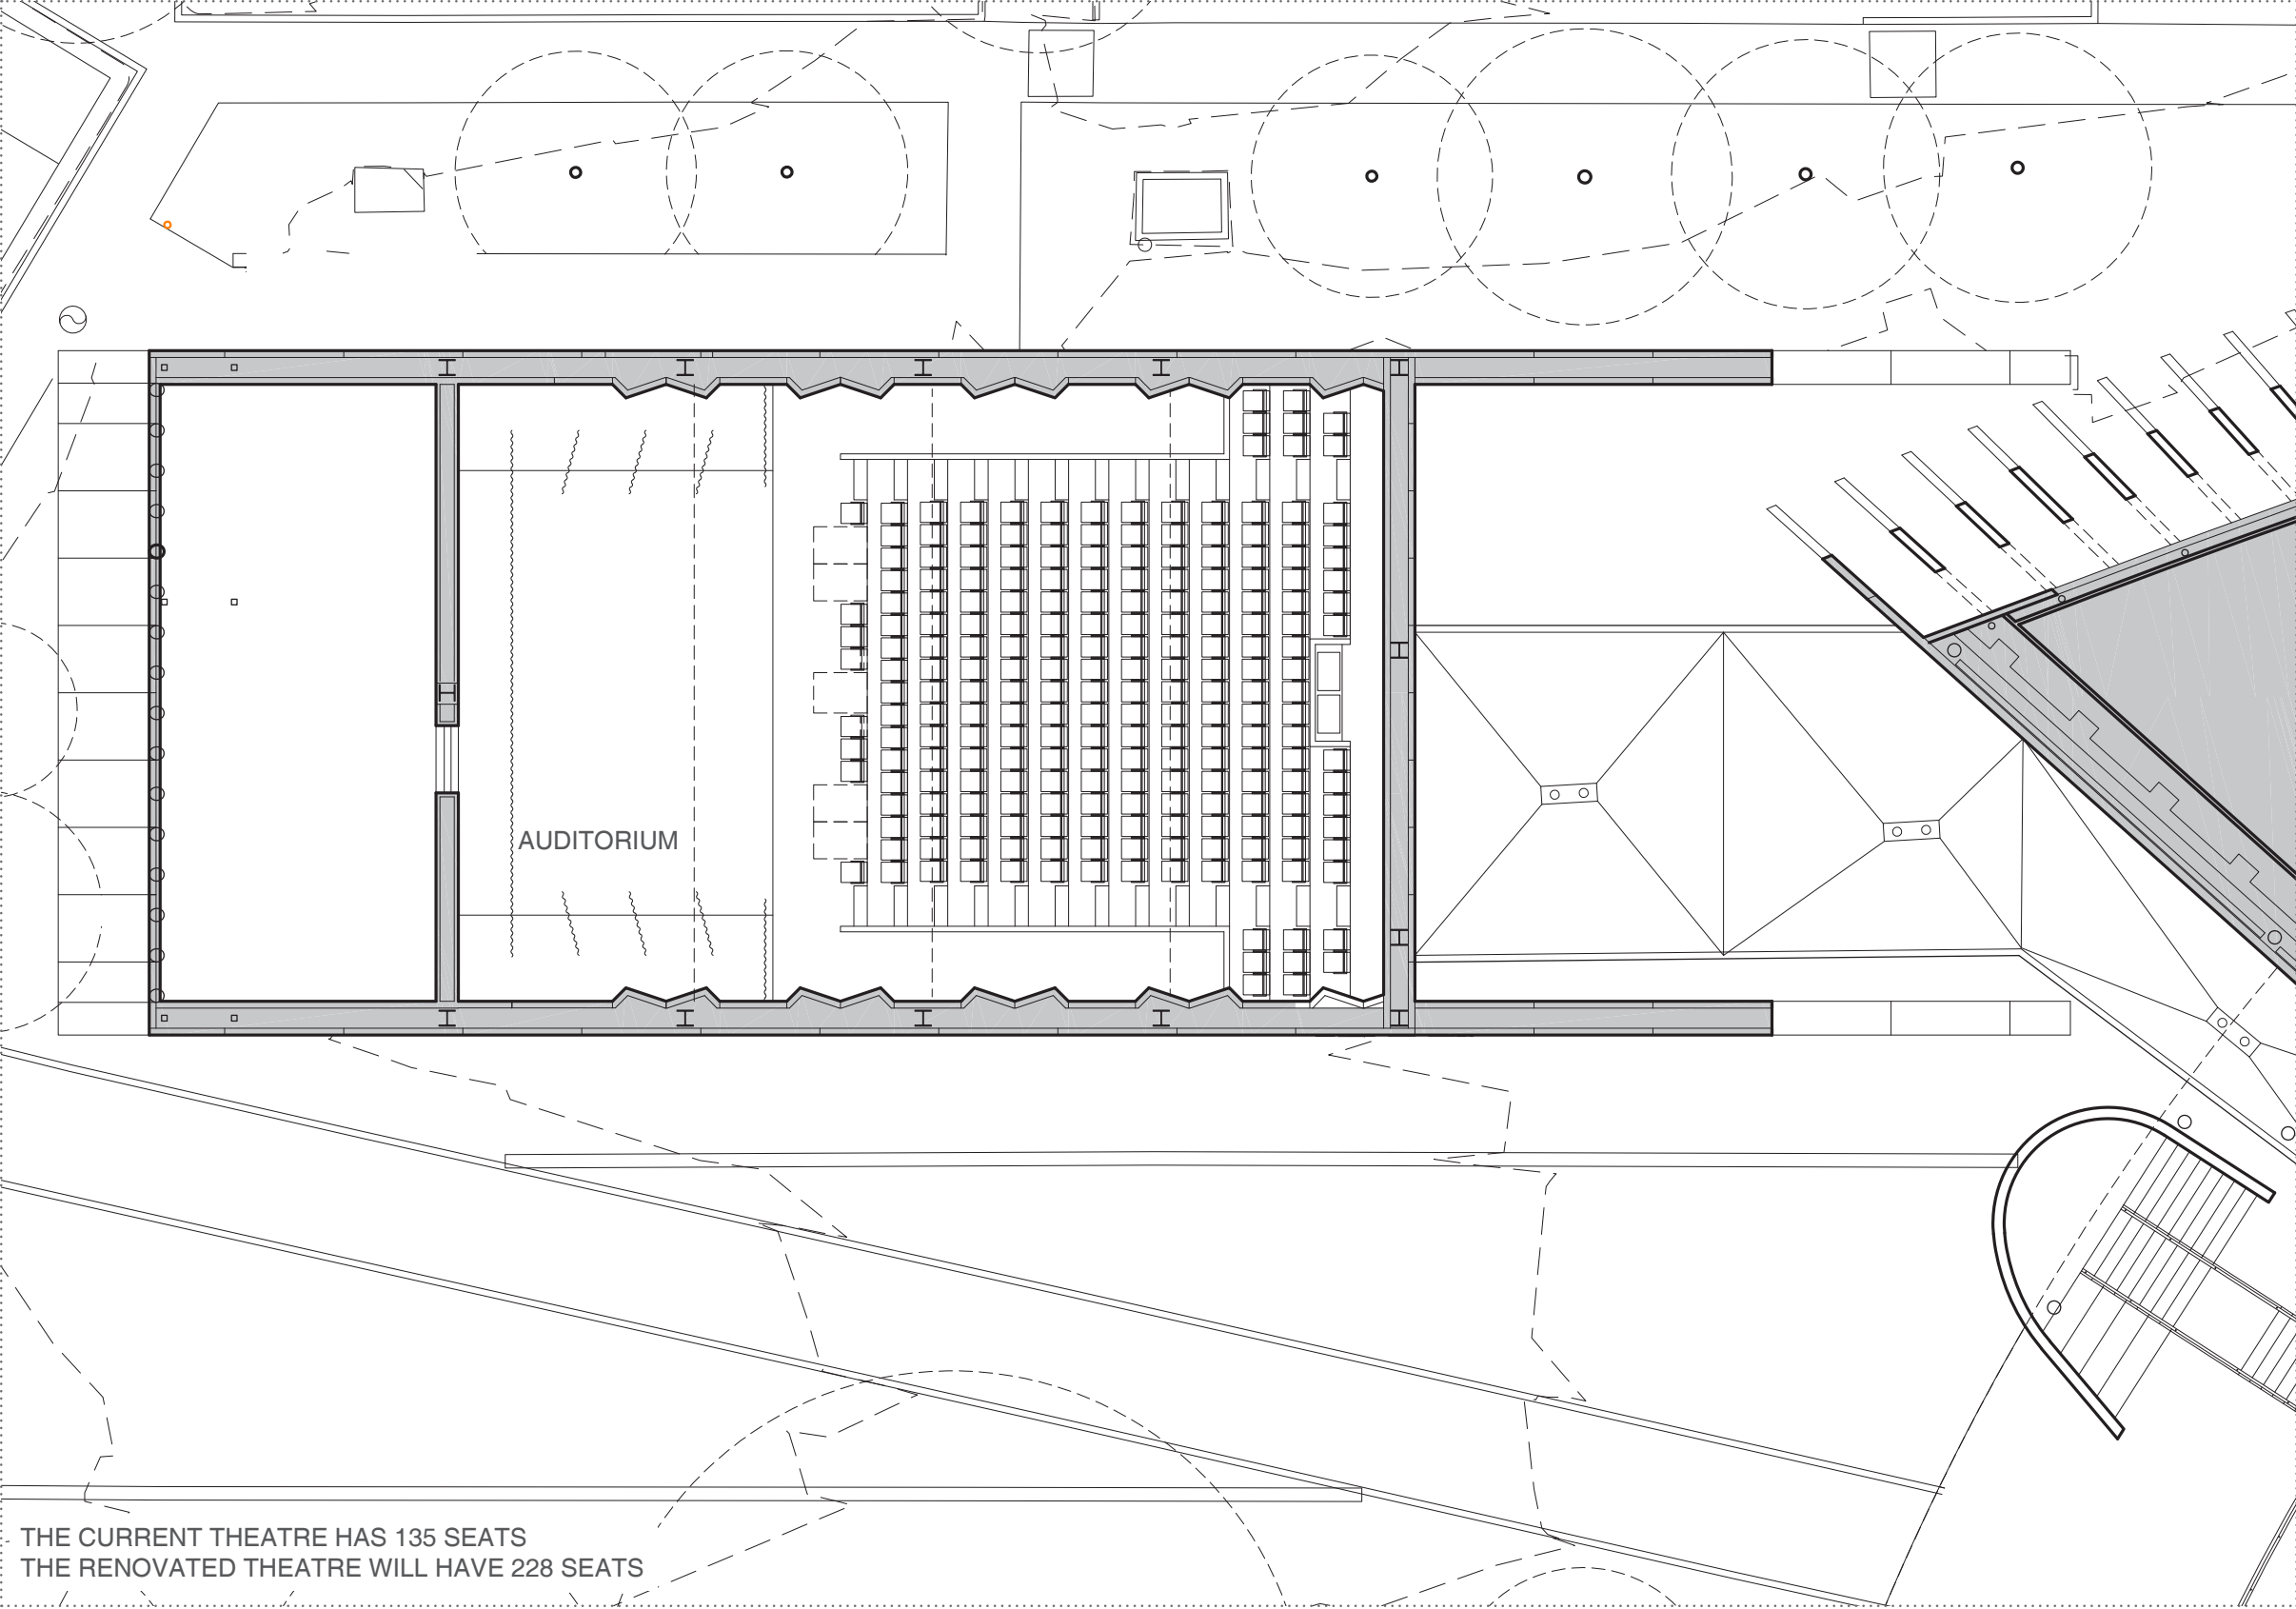 AUDITORIUM
THE CURRENT THEATRE HAS 135 SEATS
THE RENOVATED THEATRE WILL HAVE 228 SEATS